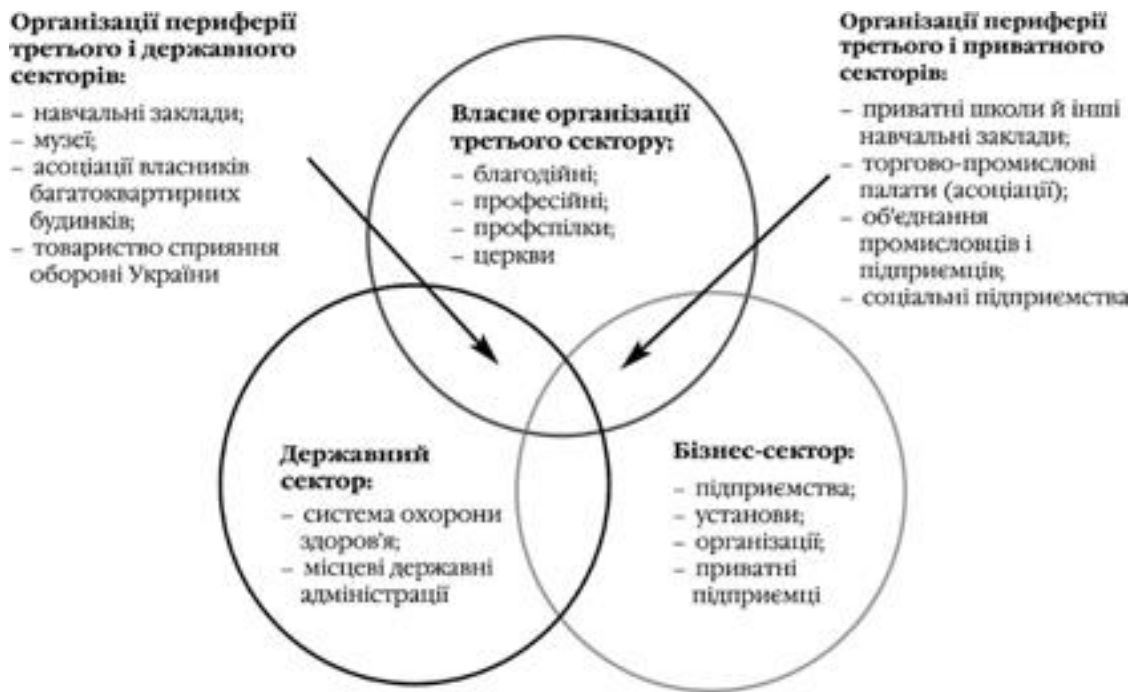 Організації периферії
третього і державного
секторів:
– навчальні заклади;
– музеї;
– асоціації власників
багатоквартирних
будинків;
– товариство сприяння
обороні України
Власне організації
третього сектору;
– благодійні;
– професійні;
– профспілки;
– церкви
Організації периферії
третього і приватного
секторів:
– приватні школи й інші
навчальні заклади;
– торгово-промислові
палати (асоціації);
– об'єднання
промисловців і
підприємців;
– соціальні підприємства
Державний
сектор:
– система охорони
здоров'я;
– місцеві державні
адміністрації
Бізнес-сектор:
– підприємства;
– установи;
– організації;
– приватні
підприємці